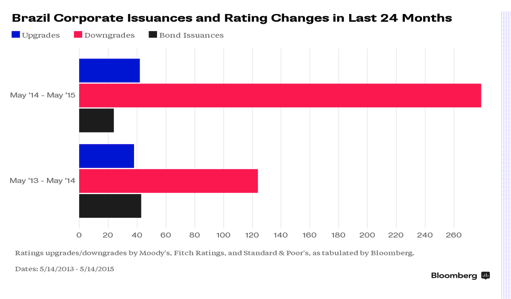 Brazil Corporate Issuances and Rating Changes in Last 24 Months
Upgrades Downgrades Bond Issuances
May '14 - May '15
May '13 - May '14
0 20 40 60 80 100 120 140 160 180 200 220 240 260
Ratings upgrades/downgrades by Moody's, Fitch Ratings, and Standard & Poor's, as tabulated by Bloomberg.
Dates: 5/14/2013 - 5/14/2015
Bloomberg